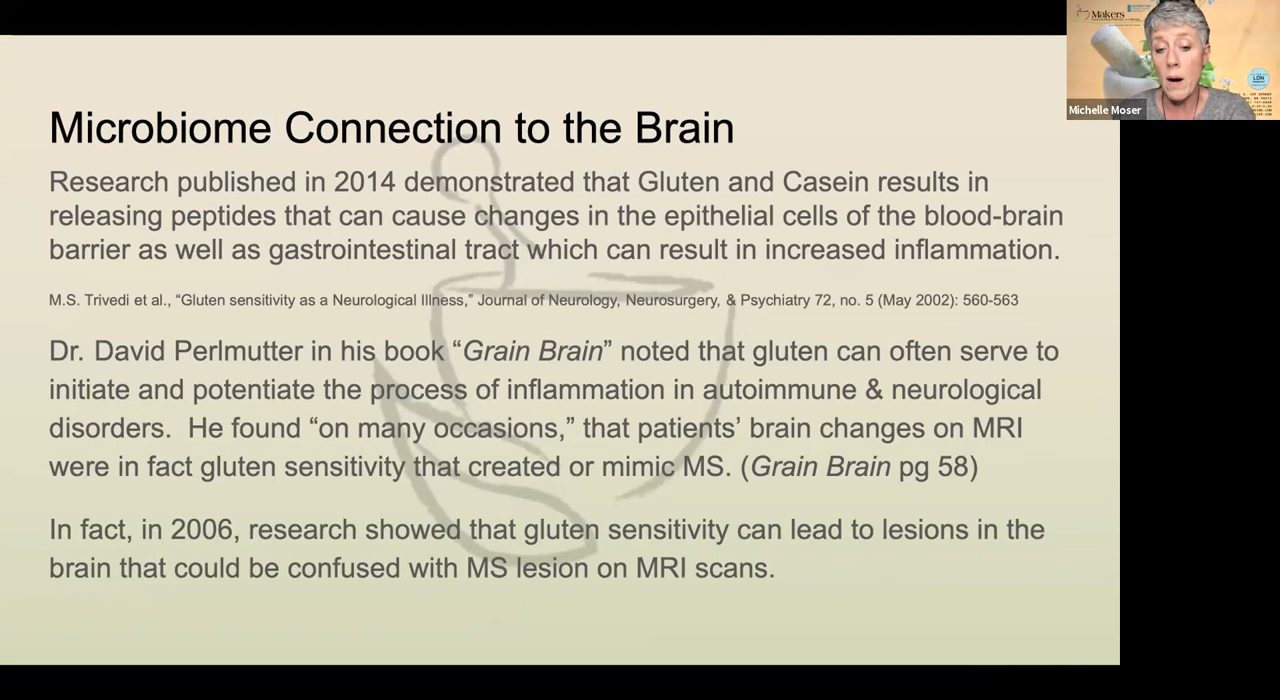 Makers
LDN
Michelle Moser
Microbiome Connection to the Brain
Research published in 2014 demonstrated that Gluten and Casein results in
releasing peptides that can cause changes in the epithelial cells of the blood-brain
barrier as well as gastrointestinal tract which can result in increased inflammation.
M.S. Trivedi et al., “Gluten sensitivity as a Neurological Illness,” Journal of Neurology, Neurosurgery, & Psychiatry 72, no. 5 (May 2002): 560-563
Dr. David Perlmutter in his book “Grain Brain” noted that gluten can often serve to
initiate and potentiate the process of inflammation in autoimmune & neurological
disorders.  He found “on many occasions,” that patients’ brain changes on MRI
were in fact gluten sensitivity that created or mimic MS. (Grain Brain pg 58)
In fact, in 2006, research showed that gluten sensitivity can lead to lesions in the
brain that could be confused with MS lesion on MRI scans.